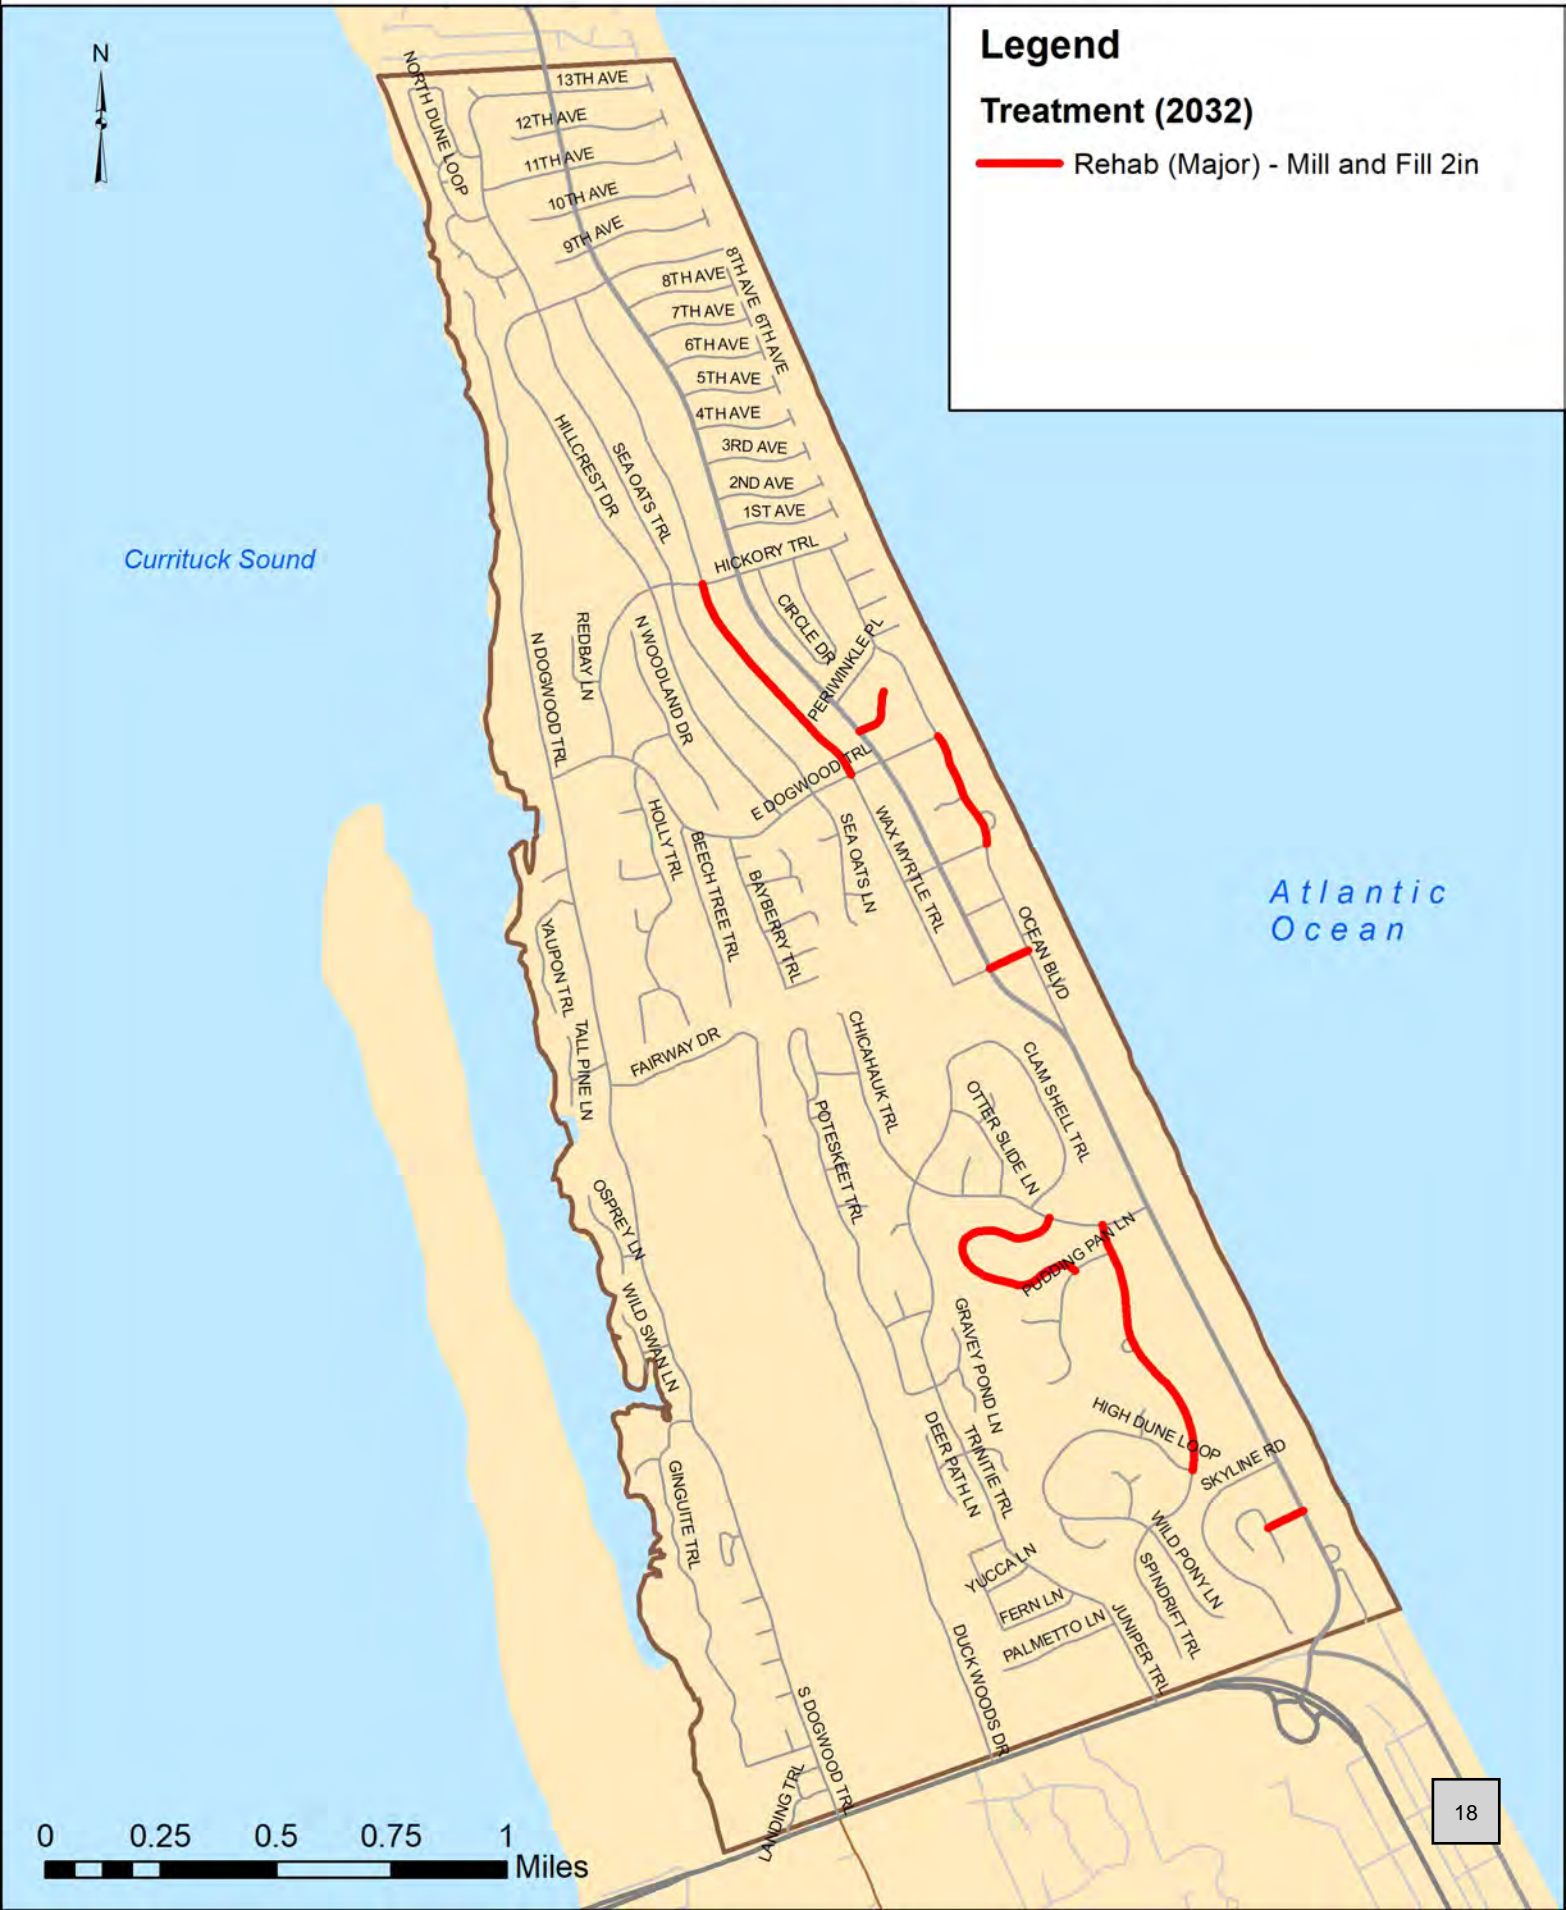 Legend
Treatment (2032)
Rehab (Major) - Mill and Fill 2in
N
NORTH DUNE LOOP
13TH AVE
12TH AVE
11TH AVE
10TH AVE
9TH AVE
8TH AVE
8TH AVE
7TH AVE
6TH AVE
6TH AVE
5TH AVE
4TH AVE
3RD AVE
2ND AVE
1ST AVE
HILLCREST DR
SEA OATS TRL
HICKORY TRL
Currituck Sound
CIRCLE DR
PERIWINKLE PL
REDBAY LN
N WOODLAND DR
N DOGWOOD TRL
E DOGWOOD TRL
HOLLY TRL
BEECH TREE TRL
BAYBERRY TRL
SEA OATS LN
WAX MYRTLE TRL
OCEAN BLVD
Atlantic
Ocean
YAUPON TRL
TALL PINE LN
FAIRWAY DR
CHICAHAUK TRL
CLAM SHELL TRL
OTTER SLIDE LN
POTESKEET TRL
OSPREY LN
PUDDING PAN LN
WILD SWAN LN
GRAVEY POND LN
HIGH DUNE LOOP
SKYLINE RD
DEER PATH LN
TRINITIE TRL
GINGUITE TRL
WILD PONY LN
SPINDRIFT TRL
YUCCA LN
FERN LN
PALMETTO LN
JUNIPER TRL
DUCK WOODS DR
S DOGWOOD TRL
LANDING TRL
18
0 0.25 0.5 0.75 1
Miles